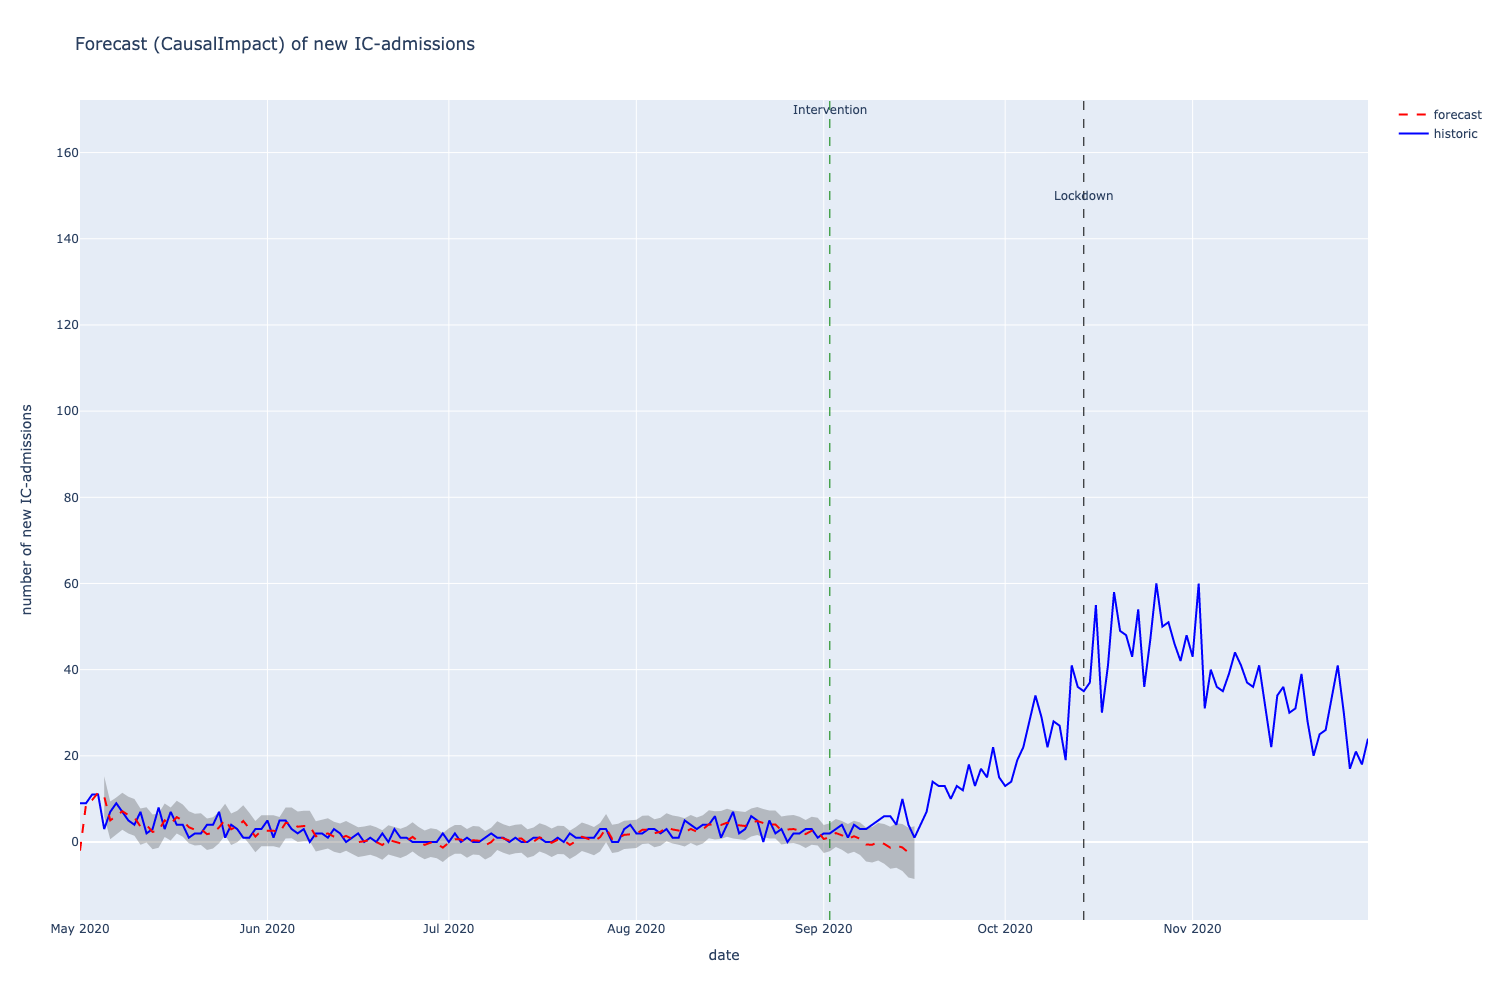 Forecast (CausalImpact) of new IC-admissions
Intervention
forecast
historic
Lockdown
160
140
120
100
80
60
40
20
0
number of new IC-admissions
May 2020
Jun 2020
Jul 2020
Aug 2020
Sep 2020
Oct 2020
Nov 2020
date